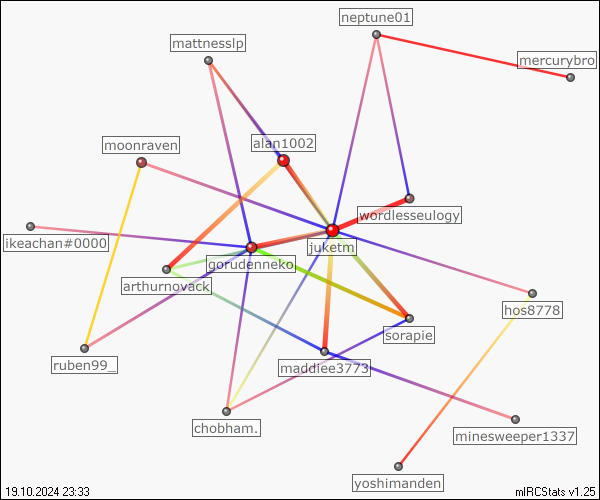 neptune01
mattnesslp
mercurybro
alan1002
moonraven
wordlesseulogy
ikeachan#0000
juketm
gorudenneko
arthurnovack
hos8778
sorapie
ruben99_
maddiee3773
chobham.
minesweeper1337
yoshimanden
19.10.2024 23:33
mIRCStats v1.25